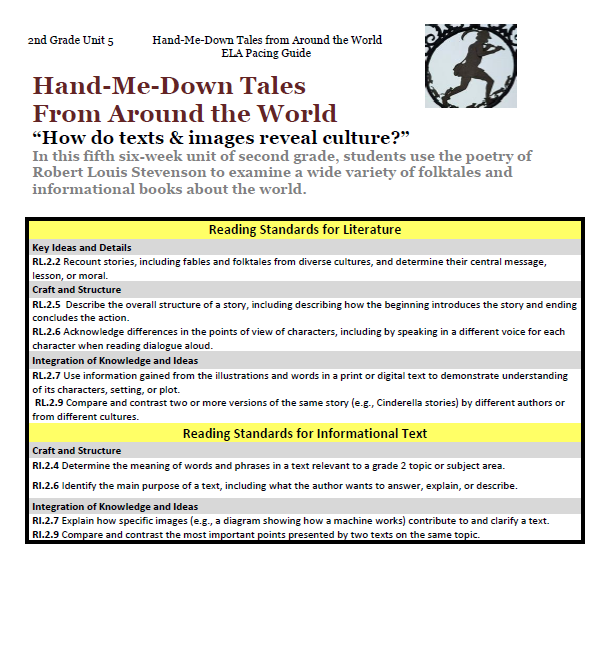 2nd Grade Unit 5 Hand-Me-Down Tales from Around the World
ELA Pacing Guide
Hand-Me-Down Tales
From Around the World
“How do texts & images reveal culture?”
In this fifth six-week unit of second grade, students use the poetry of
Robert Louis Stevenson to examine a wide variety of folktales and
informational books about the world.
Reading Standards for Literature
Key Ideas and Details
RL.2.2 Recount stories, including fables and folktales from diverse cultures, and determine their central message,
lesson, or moral.
Craft and Structure
RL.2.5 Describe the overall structure of a story, including describing how the beginning introduces the story and ending
concludes the action.
RL.2.6 Acknowledge differences in the points of view of characters, including by speaking in a different voice for each
character when reading dialogue aloud.
Integration of Knowledge and Ideas
RL.2.7 Use information gained from the illustrations and words in a print or digital text to demonstrate understanding
of its characters, setting, or plot.
RL.2.9 Compare and contrast two or more versions of the same story (e.g., Cinderella stories) by different authors or
from different cultures.
Reading Standards for Informational Text
Craft and Structure
RI.2.4 Determine the meaning of words and phrases in a text relevant to a grade 2 topic or subject area.
RI.2.6 Identify the main purpose of a text, including what the author wants to answer, explain, or describe.
Integration of Knowledge and Ideas
RI.2.7 Explain how specific images (e.g., a diagram showing how a machine works) contribute to and clarify a text.
RI.2.9 Compare and contrast the most important points presented by two texts on the same topic.